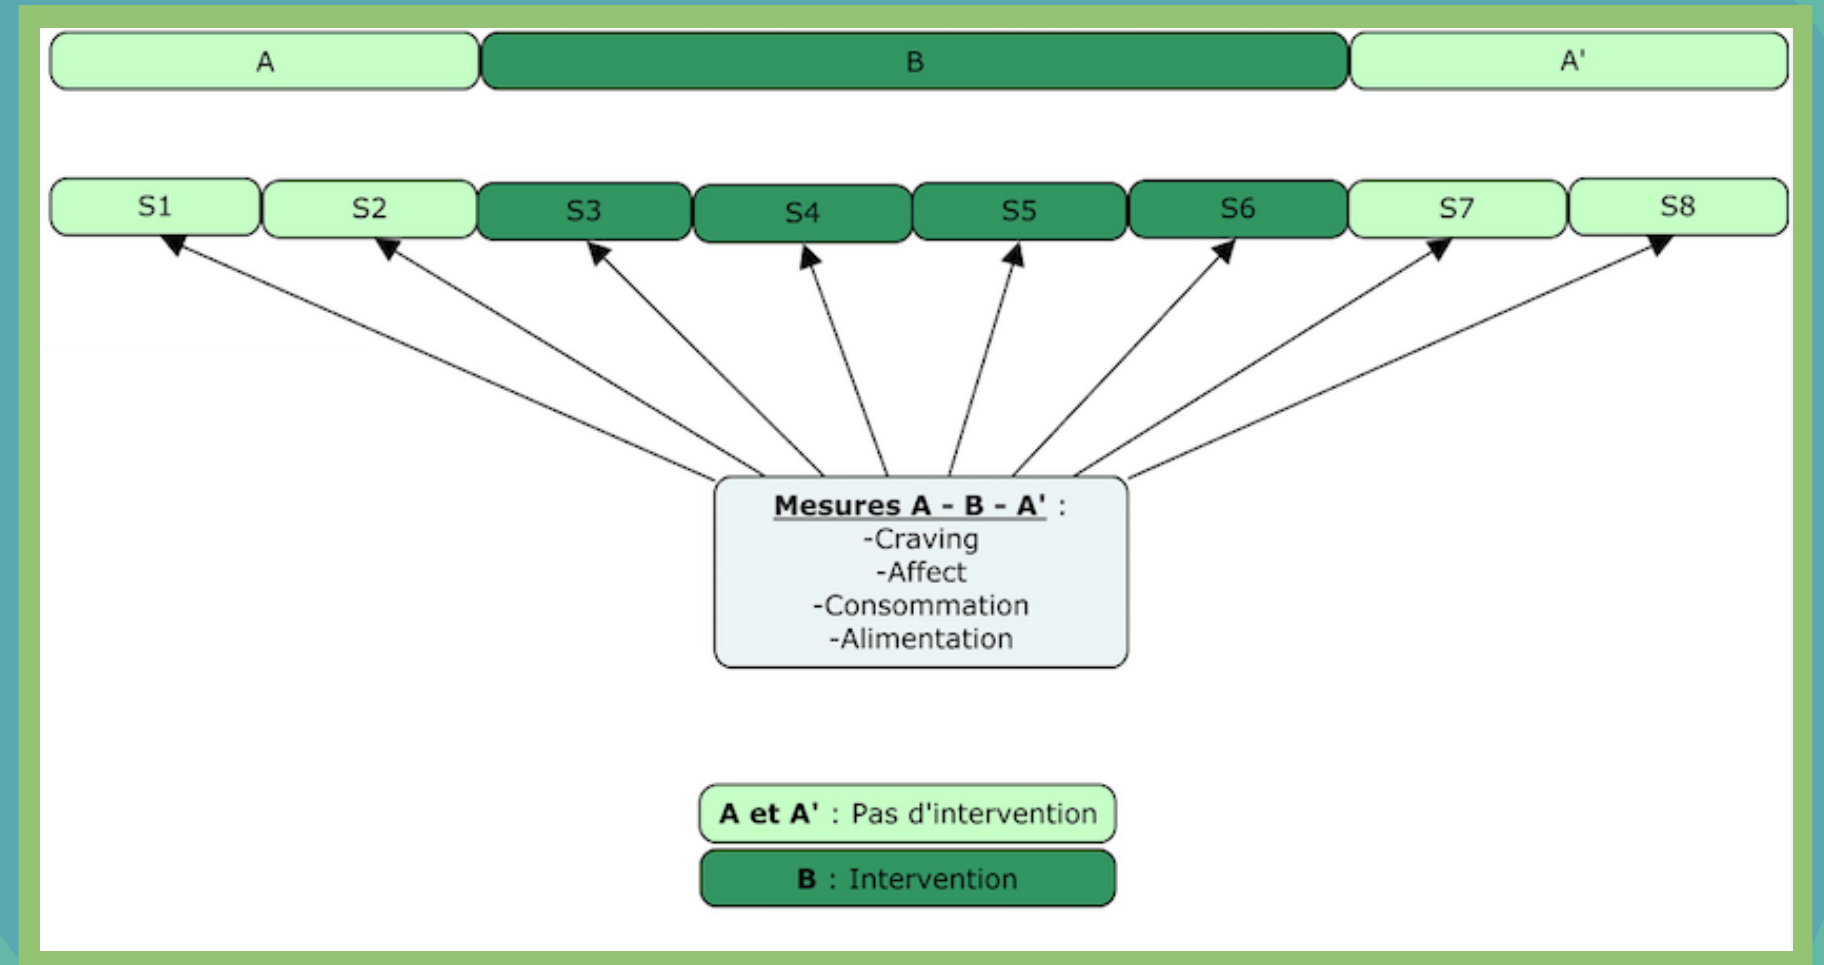 A
B
A'
S1
S2
S3
S4
S5
S6
S7
S8
Mesures A - B - A' :
-Craving
-Affect
-Consommation
-Alimentation
A et A' : Pas d'intervention
B : Intervention